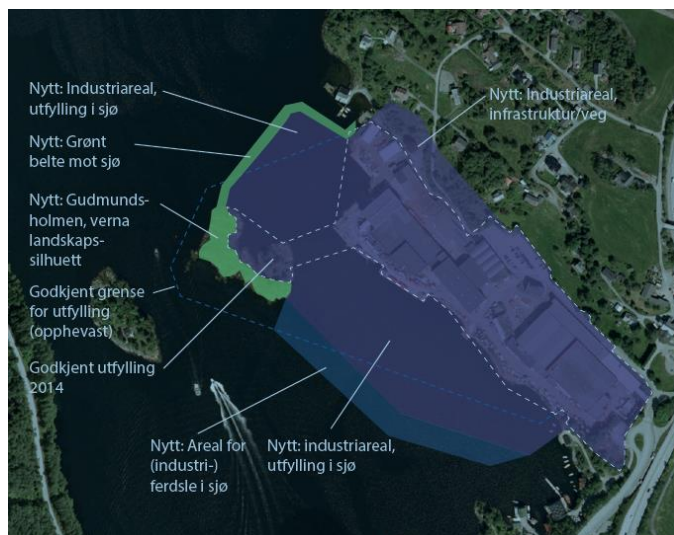 Nytt: Industriareal,
utfylling i sjø
Nytt: Grønt
belte mot sjø
Nytt: Gudmunds-
holmen, verna
landskaps-
silhuett
Godkjent grense
for utfylling
(opphevast)
Godkjent utfylling
2014
Nytt: Areal for
(industri-)
ferdsle i sjø
Nytt: industriareal,
utfylling i sjø
Nytt: Industriareal,
infrastruktur/veg